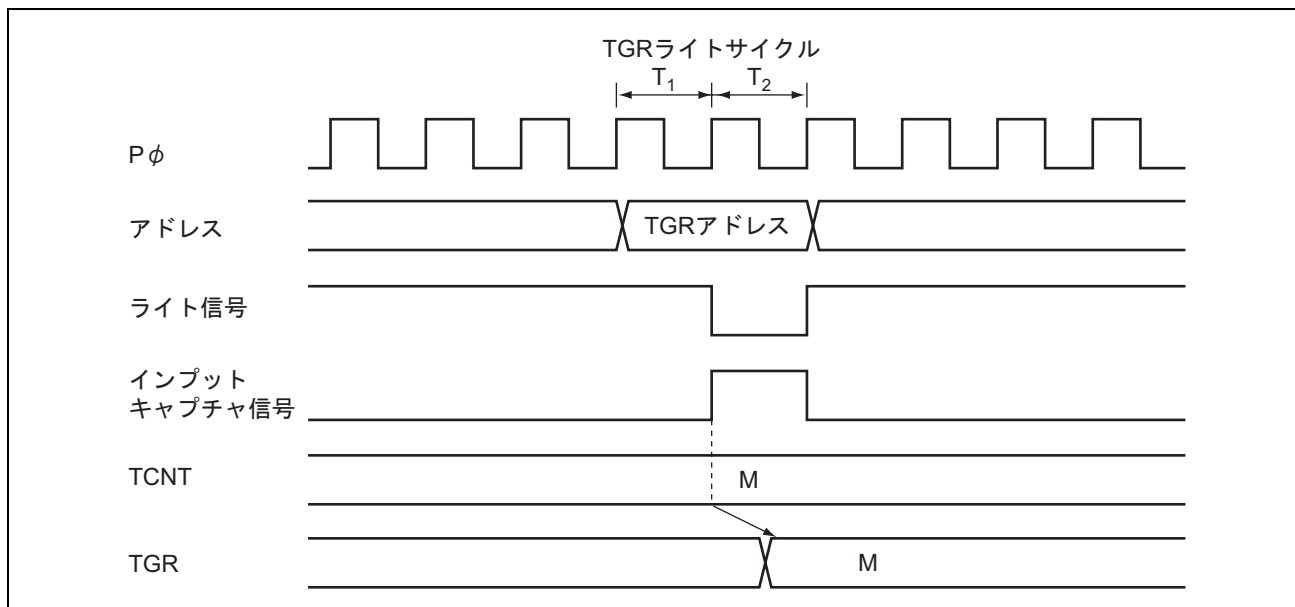 TGRライトサイクル
T1 T2
Pφ
アドレス
TGRアドレス
ライト信号
インプット
キャプチャ信号
TCNT
M
TGR
M